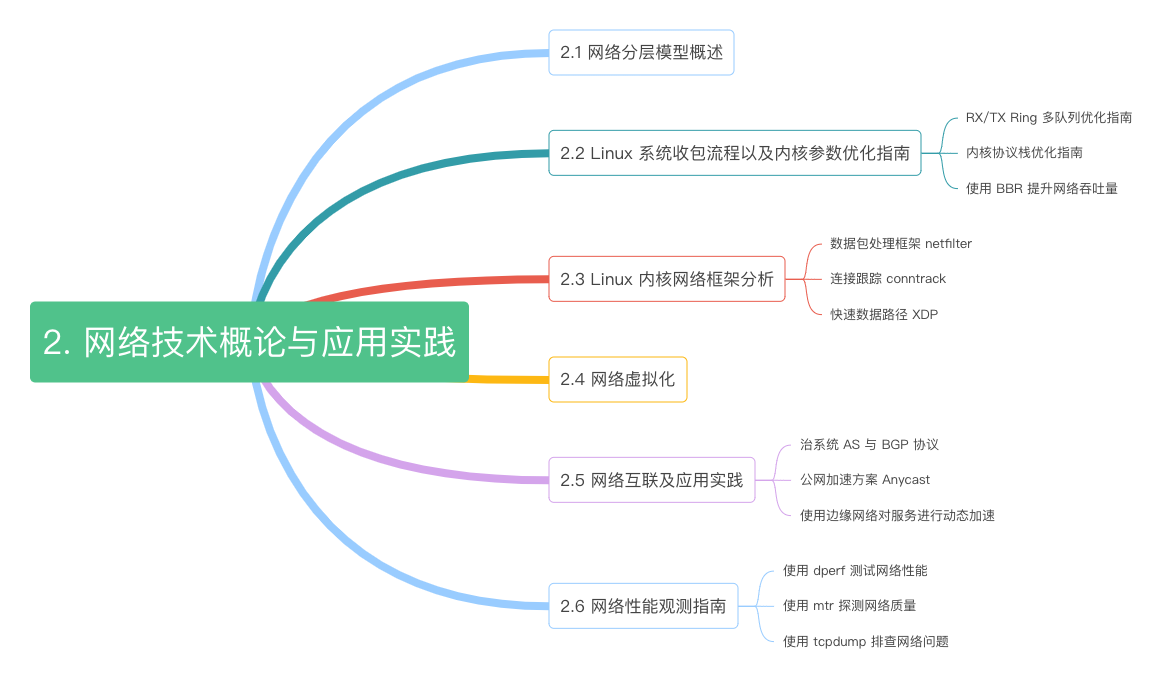 2. 网络技术概论与应用实践
2.1 网络分层模型概述
2.2 Linux 系统收包流程以及内核参数优化指南
RX/TX Ring 多队列优化指南
内核协议栈优化指南
使用 BBR 提升网络吞吐量
2.3 Linux 内核网络框架分析
数据包处理框架 netfilter
连接跟踪 conntrack
快速数据路径 XDP
2.4 网络虚拟化
2.5 网络互联及应用实践
治系统 AS 与 BGP 协议
公网加速方案 Anycast
使用边缘网络对服务进行动态加速
2.6 网络性能观测指南
使用 dperf 测试网络性能
使用 mtr 探测网络质量
使用 tcpdump 排查网络问题